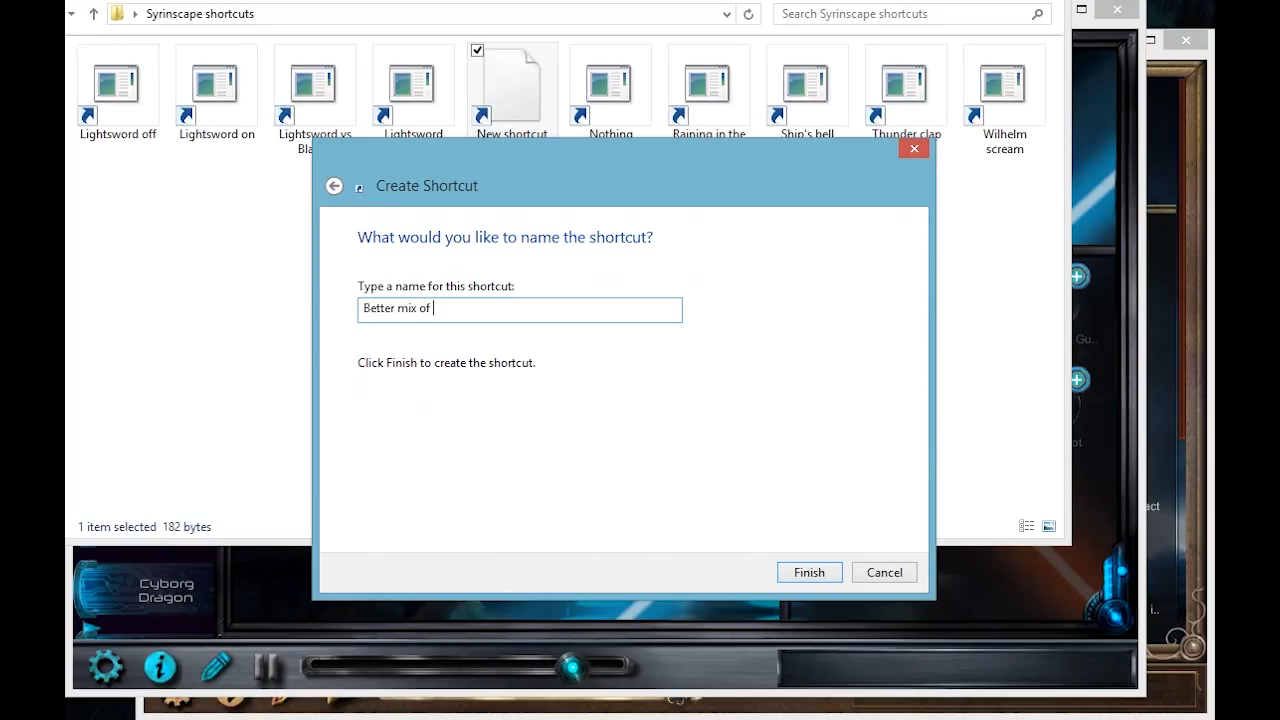 Syrinscape shortcuts
Search Syrinscape shortcuts
Lightsword off
Lightsword on
Lightsword vs
Bla
Lightsword
New shortcut
Nothing
Raining in the
Ship's bell
Thunder clap
Wilhelm
scream
Create Shortcut
What would you like to name the shortcut?
Type a name for this shortcut:
Better mix of
Click Finish to create the shortcut.
Gu..
ot
act
i..
1 item selected 182 bytes
Finish
Cancel
Cyborg
Dragon